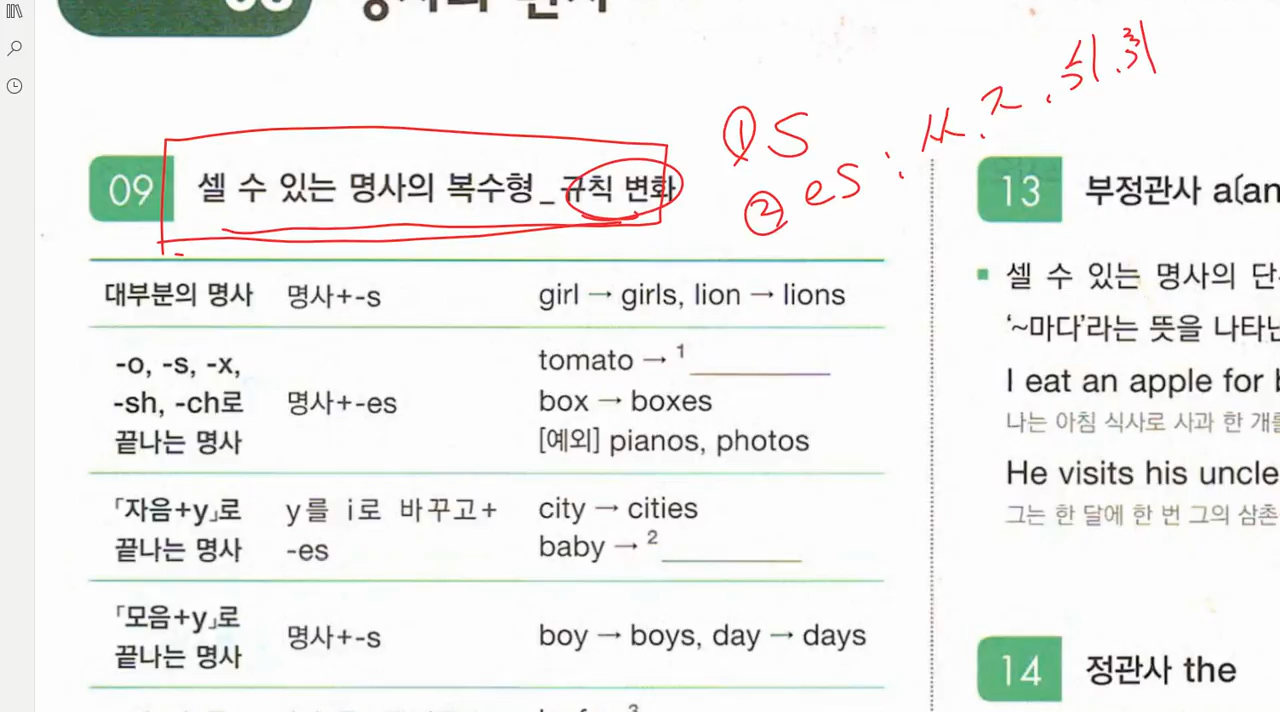 09 셀 수 있는 명사의 복수형_규칙 변화
① S
② es : ㅆ. ㅈ. 쉬. 취
대부분의 명사 명사+-s girl → girls, lion → lions
-o, -s, -x,
-sh, -ch로
끝나는 명사
명사+-es
tomato → 1
box → boxes
[예외] pianos, photos
「자음+y」로
끝나는 명사
y를 i로 바꾸고+
-es
city → cities
baby → 2
「모음+y」로
끝나는 명사
명사+-s
boy → boys, day → days
3
13 부정관사 a(an
셀 수 있는 명사의 단
'~마다'라는 뜻을 나타
I eat an apple for
나는 아침 식사로 사과 한 개를
He visits his uncle
그는 한 달에 한 번 그의 삼촌
14 정관사 the